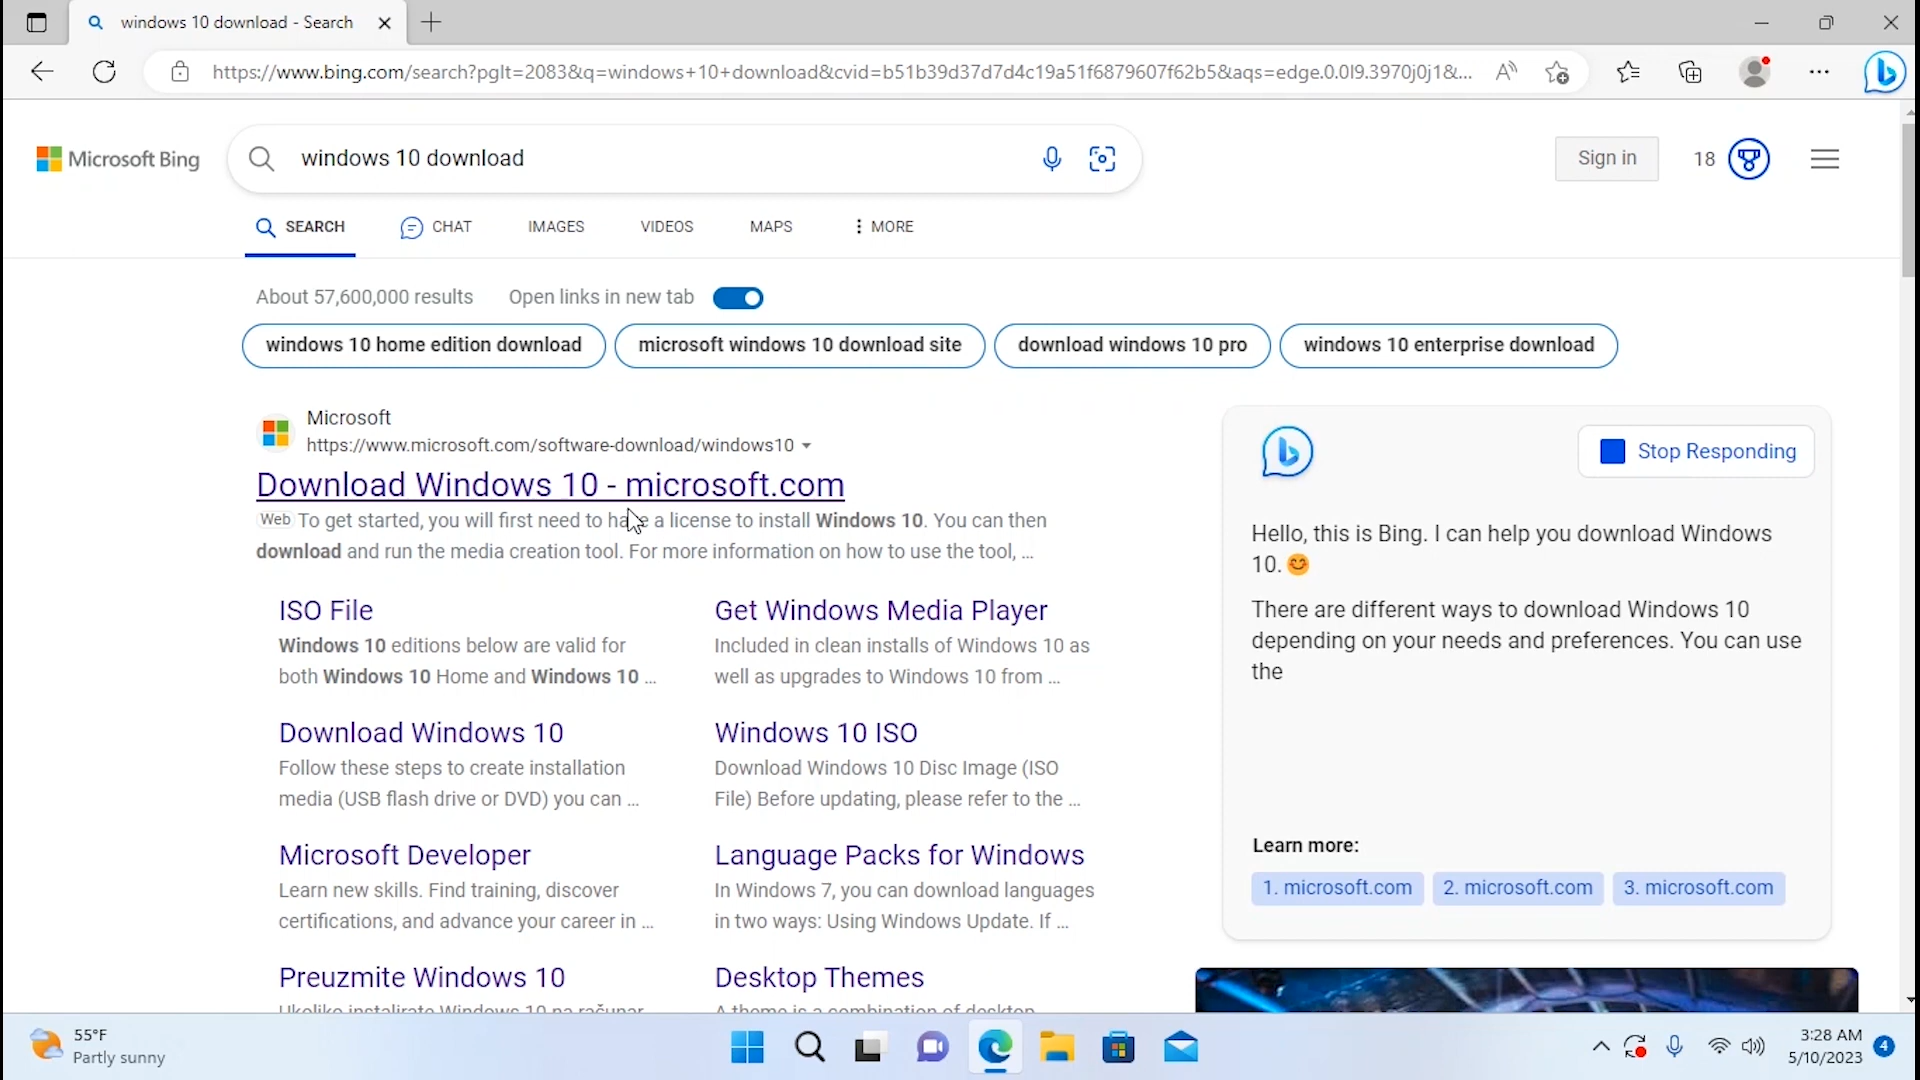 windows 10 download - Search
https://www.bing.com/search?pglt=2083&q=windows+10+download&cvid=b51b39d37d7d4c19a51f6879607f62b5&aqs=edge.0.0l9.3970j0j1&...
Microsoft Bing
windows 10 download
Sign in
18
SEARCH
CHAT
IMAGES
VIDEOS
MAPS
MORE
About 57,600,000 results
Open links in new tab
windows 10 home edition download
microsoft windows 10 download site
download windows 10 pro
windows 10 enterprise download
Microsoft
https://www.microsoft.com/software-download/windows10
Download Windows 10 - microsoft.com
Web To get started, you will first need to have a license to install Windows 10. You can then
download and run the media creation tool. For more information on how to use the tool, ...
ISO File
Windows 10 editions below are valid for
both Windows 10 Home and Windows 10 ...
Get Windows Media Player
Included in clean installs of Windows 10 as
well as upgrades to Windows 10 from ...
Download Windows 10
Follow these steps to create installation
media (USB flash drive or DVD) you can ...
Windows 10 ISO
Download Windows 10 Disc Image (ISO
File) Before updating, please refer to the ...
Microsoft Developer
Learn new skills. Find training, discover
certifications, and advance your career in ...
Language Packs for Windows
In Windows 7, you can download languages
in two ways: Using Windows Update. If ...
Preuzmite Windows 10
Ukoliko instalirate Windows 10 na računar
Desktop Themes
A theme is a combination of desktop
Stop Responding
Hello, this is Bing. I can help you download Windows
10. 😊
There are different ways to download Windows 10
depending on your needs and preferences. You can use
the
Learn more:
1. microsoft.com
2. microsoft.com
3. microsoft.com
55°F
Partly sunny
3:28 AM
5/10/2023
4